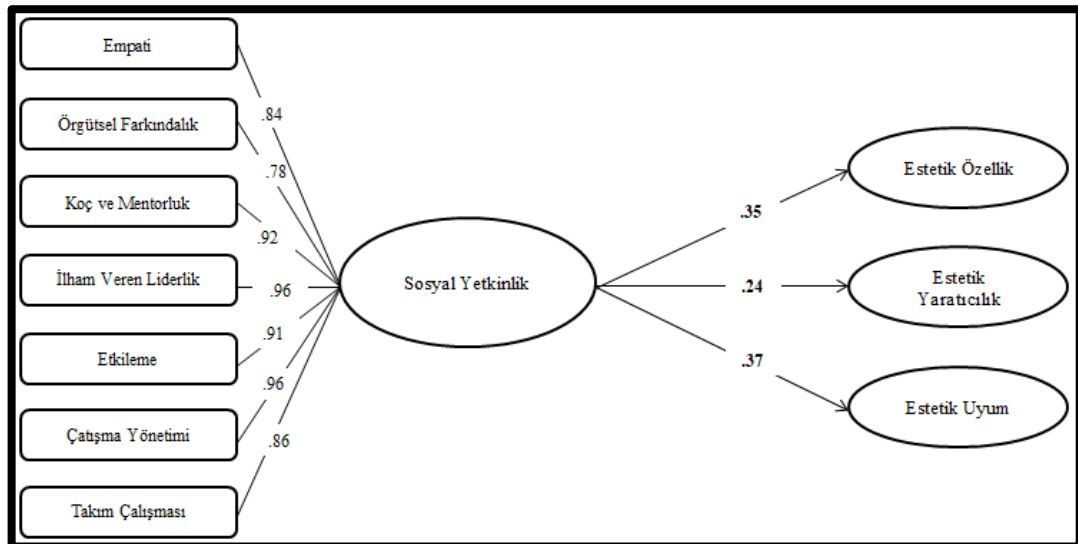 Empati
Örgütsel Farkındalık
Koç ve Mentorluk
İlham Veren Liderlik
Etkileme
Çatışma Yönetimi
Takım Çalışması
.84
.78
.92
.96
.91
.96
.86
Sosyal Yetkinlik
.35
.24
.37
Estetik Özellik
Estetik
Yaratıcılık
Estetik Uyum